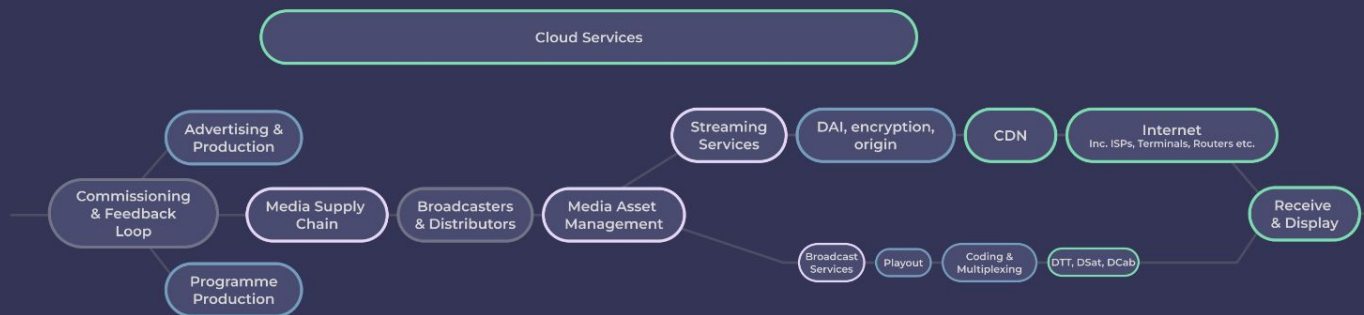 Cloud Services
Advertising &
Production
Commissioning
& Feedback
Loop
Programme
Production
Media Supply
Chain
Broadcasters
& Distributors
Media Asset
Management
Streaming
Services
DAI, encryption,
origin
CDN
Internet
Inc. ISPs, Terminals, Routers etc.
Broadcast
Services
Playout
Coding &
Multiplexing
DTT, DSat, DCab
Receive
& Display